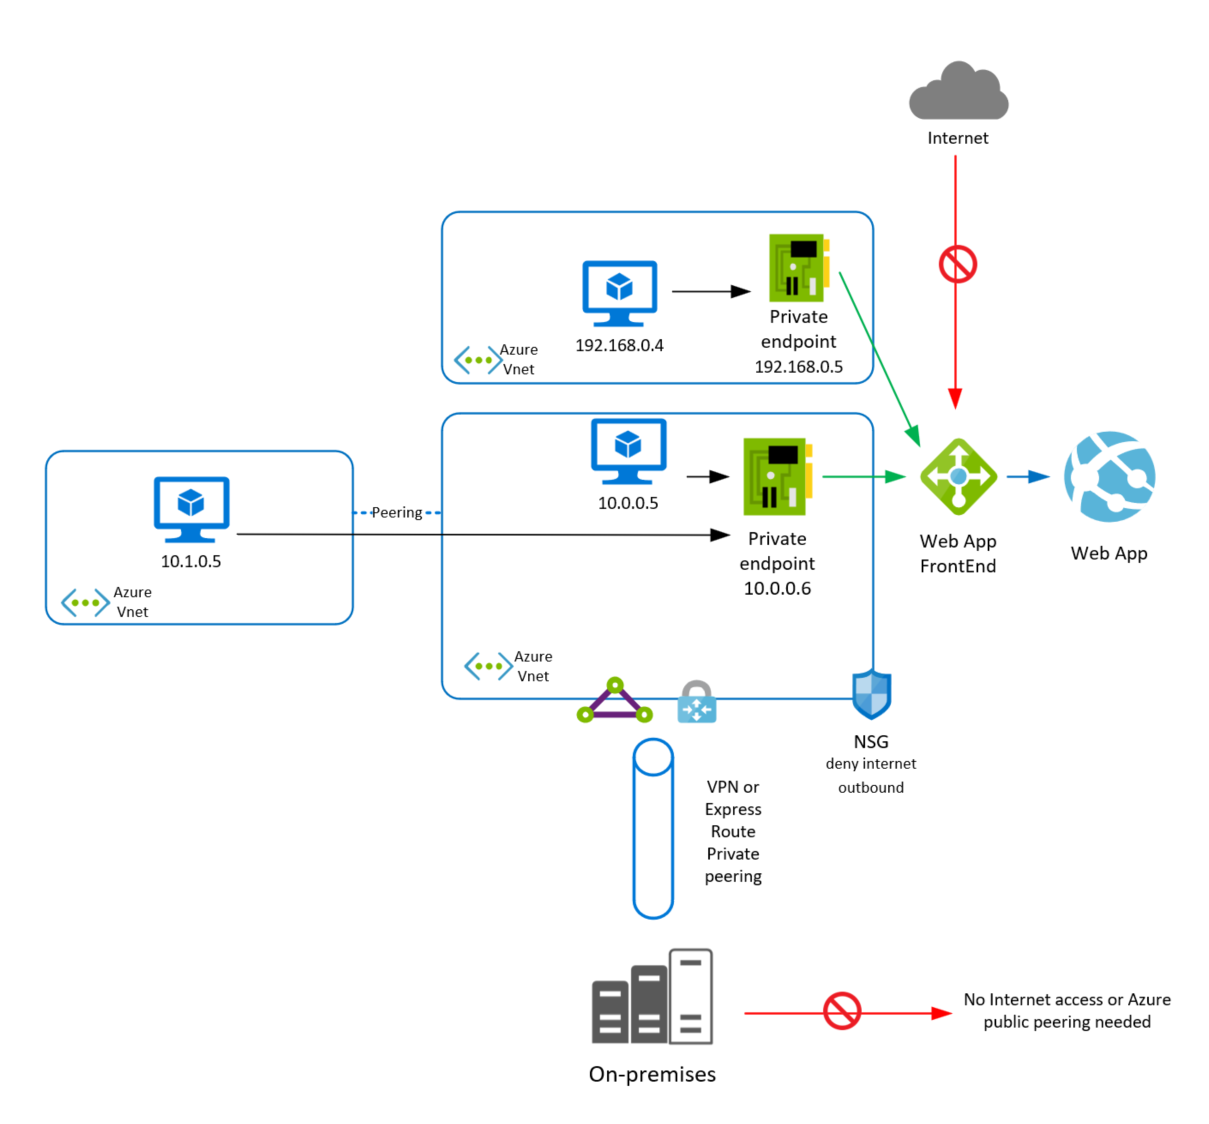 Internet
192.168.0.4
Private
endpoint
192.168.0.5
Azure
Vnet
10.0.0.5
Private
endpoint
10.0.0.6
Peering
10.1.0.5
Azure
Vnet
Web App
FrontEnd
Web App
Azure
Vnet
NSG
deny internet
outbound
VPN or
Express
Route
Private
peering
No Internet access or Azure
public peering needed
On-premises